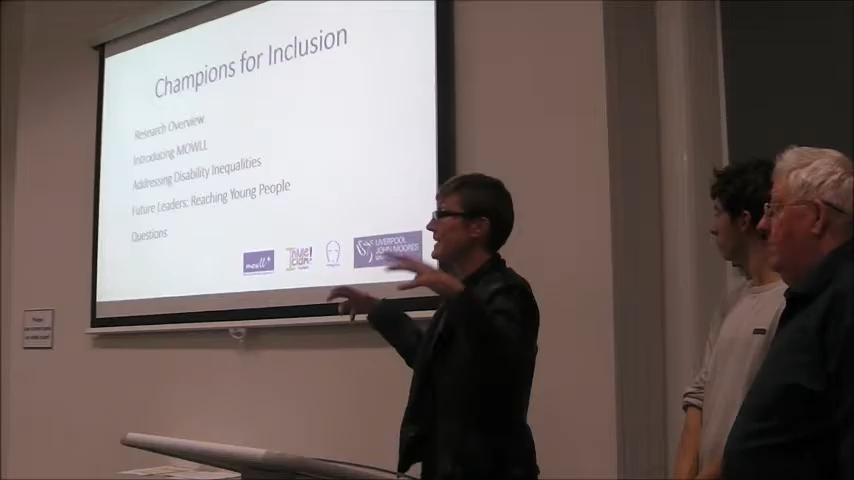 Champions for Inclusion
Research Overview
Introducing MOWLL
Addressing Disability Inequalities
Future Leaders: Reaching Young People
Questions
mowll
LIVERPOOL
JOHN MOORES